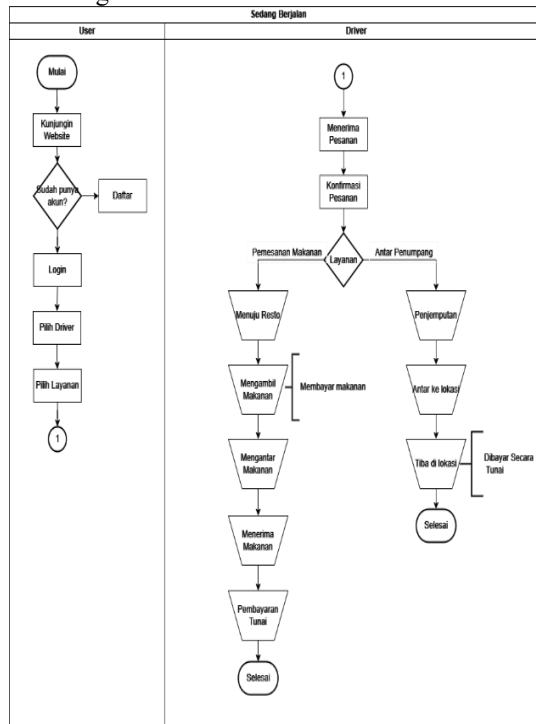 Sedang Berjalan
User
Driver
Mulai
Kunjungin
Website
Sudah punya
akun?
Daftar
Login
Pilih Driver
Pilih Layanan
1
1
Menerima
Pesanan
Konfirmasi
Pesanan
Layanan
Pemesanan Makanan
Antar Penumpang
Menuju Resto
Mengambil
Makanan
Membayar makanan
Mengantar
Makanan
Menerima
Makanan
Pembayaran
Tunai
Selesai
Penjemputan
Antar ke lokasi
Tiba di lokasi
Dibayar Secara
Tunai
Selesai